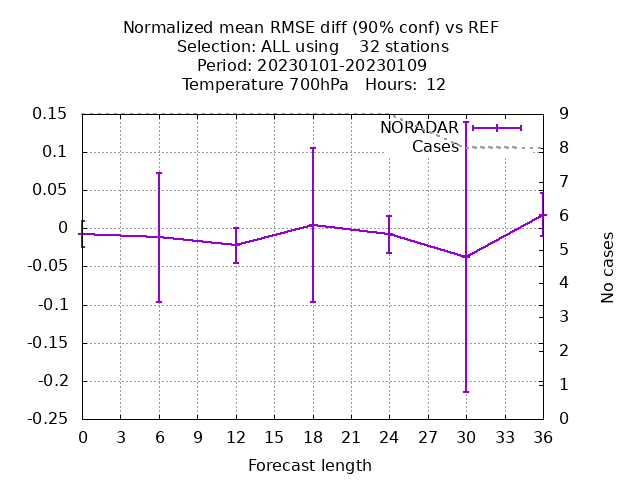 Normalized mean RMSE diff (90% conf) vs REF
Selection: ALL using    32 stations
Period: 20230101-20230109
Temperature 700hPa   Hours:  12
0.15
0.1
0.05
0
-0.05
-0.1
-0.15
-0.2
-0.25
NORADAR
Cases
9
8
7
6
5
4
3
2
1
0
No cases
0 3 6 9 12 15 18 21 24 27 30 33 36
Forecast length